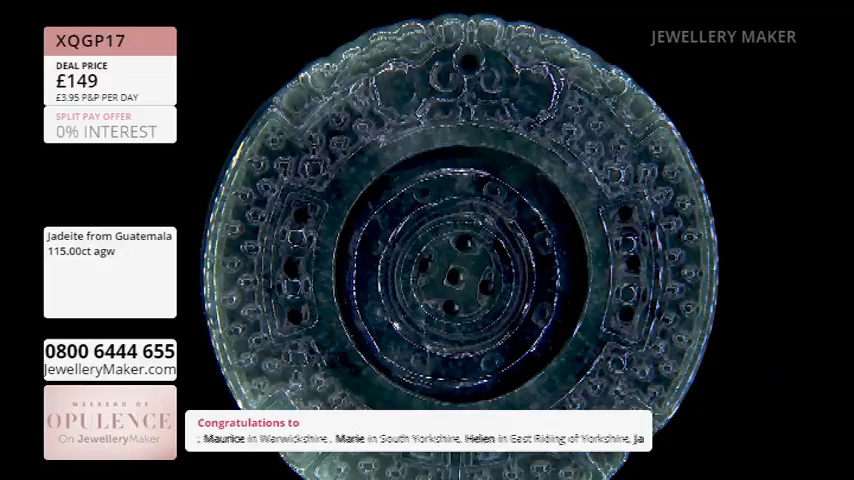 XQGP17
DEAL PRICE
£149
£3.95 P&P PER DAY
SPLIT PAY OFFER
0% INTEREST
JEWELLERY MAKER
Jadeite from Guatemala
115.00ct agw
0800 6444 655
JewelleryMaker.com
WEEKEND OF
OPULENCE
On JewelleryMaker
Congratulations to
, Maurice in Warwickshire, Marie in South Yorkshire, Helen in East Riding of Yorkshire, Ja